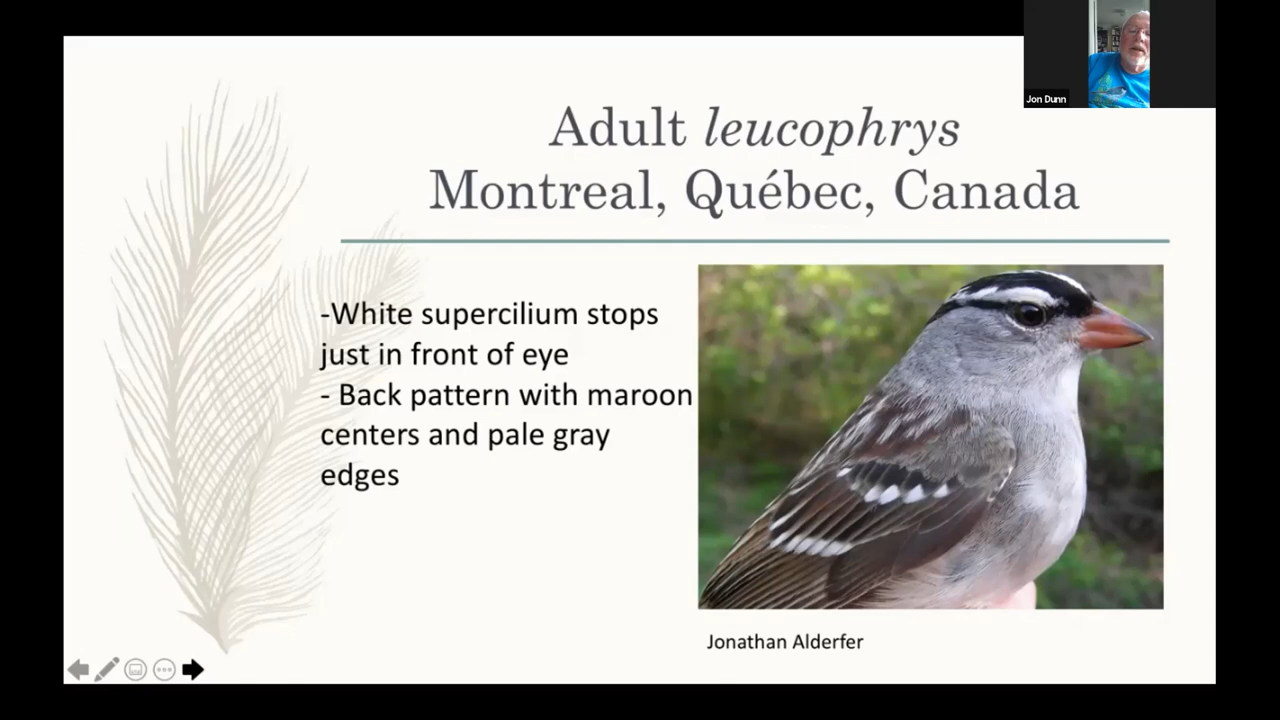 Jon Dunn
Adult leucophrys
Montreal, Québec, Canada
-White supercilium stops
just in front of eye
- Back pattern with maroon
centers and pale gray
edges
Jonathan Alderfer